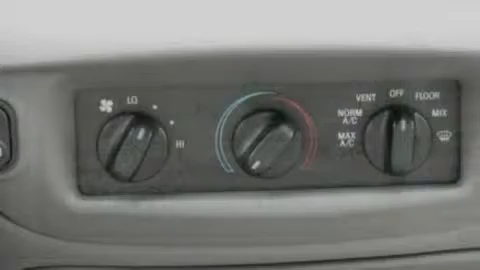 LO
HI
OFF
VENT
FLOOR
NORM
A/C
MIX
MAX
A/C